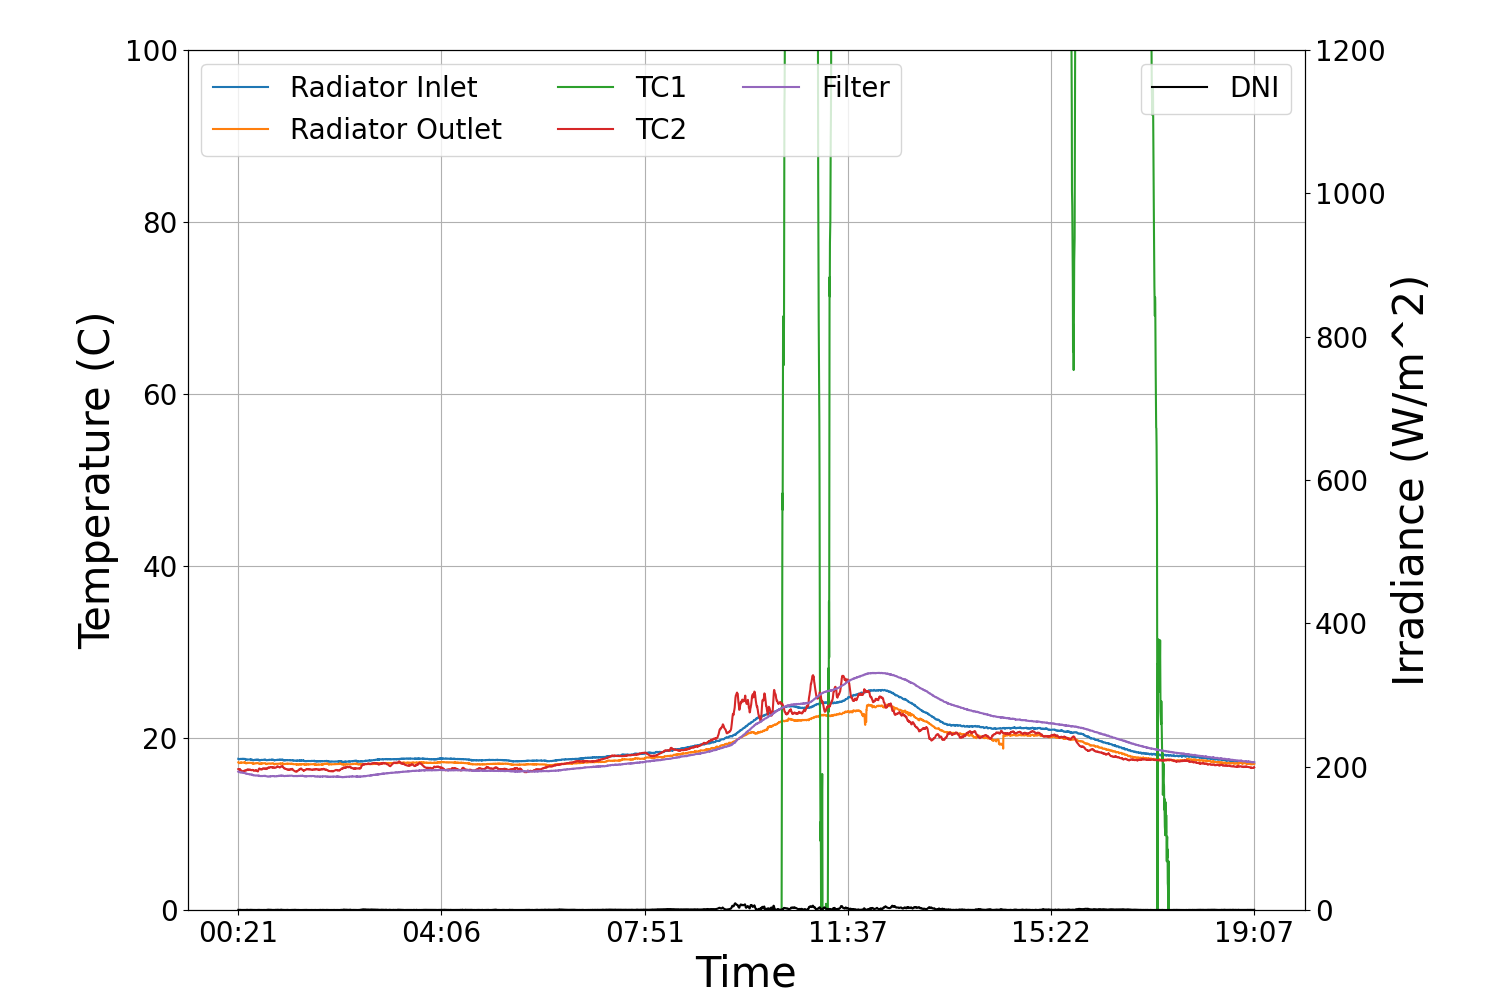 100
80
60
40
20
0
Temperature (C)
Radiator Inlet
Radiator Outlet
TC1
TC2
Filter
DNI
1200
1000
800
600
400
200
0
Irradiance (W/m^2)
00:21 04:06 07:51 11:37 15:22 19:07
Time